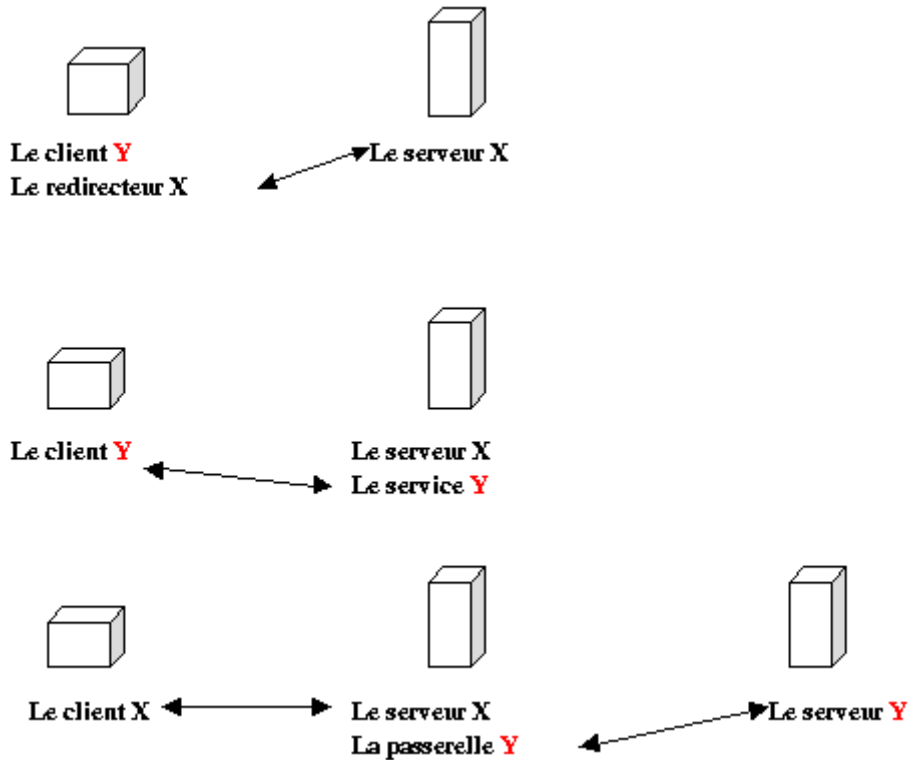 Le client Y
Le serveur X
Le redirecteur X
Le client Y
Le serveur X
Le service Y
Le client X
Le serveur X
Le serveur Y
La passerelle Y